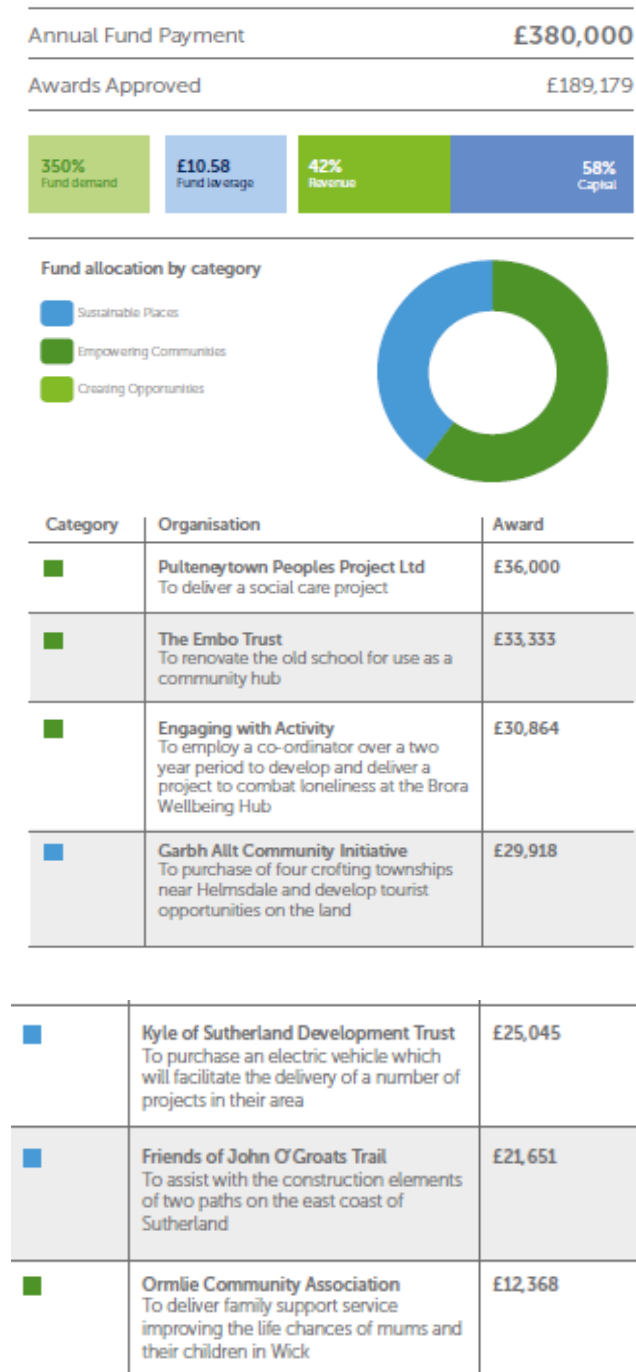 Annual Fund Payment £380,000
Awards Approved £189,179
350% £10.58 42% 58%
Fund demand Fund leverage Revenue Capital
Fund allocation by category
Sustainable Places
Empowering Communities
Creating Opportunities
Category Organisation Award
Pulteneytown Peoples Project Ltd £36,000
To deliver a social care project
The Embo Trust £33,333
To renovate the old school for use as a
community hub
Engaging with Activity £30,864
To employ a co-ordinator over a two
year period to develop and deliver a
project to combat loneliness at the Brora
Wellbeing Hub
Garbh Allt Community Initiative £29,918
To purchase of four crofting townships
near Helmsdale and develop tourist
opportunities on the land
Kyle of Sutherland Development Trust £25,045
To purchase an electric vehicle which
will facilitate the delivery of a number of
projects in their area
Friends of John O'Groats Trail £21,651
To assist with the construction elements
of two paths on the east coast of
Sutherland
Ormlie Community Association £12,368
To deliver family support service
improving the life chances of mums and
their children in Wick